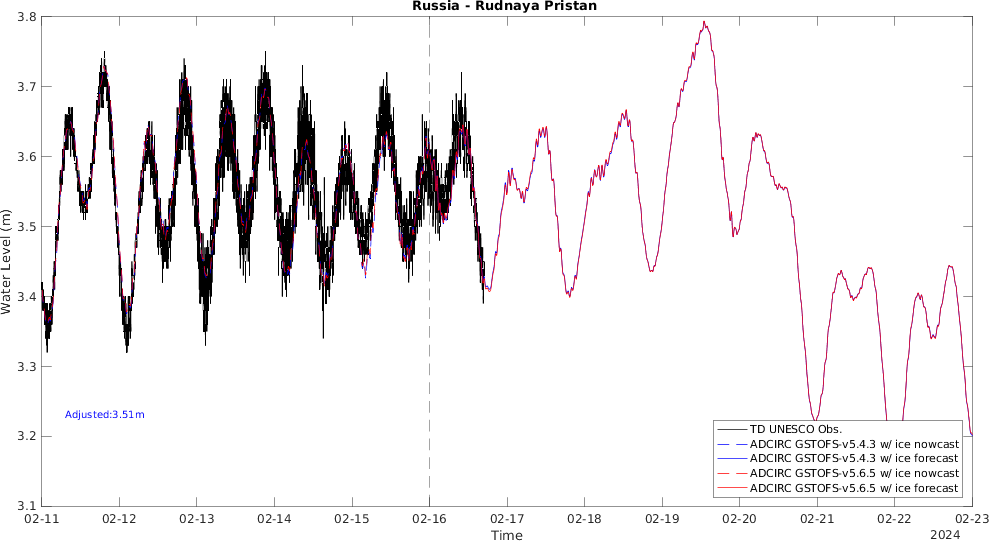 Russia - Rudnaya Pristan
3.8
3.7
3.6
3.5
3.4
3.3
3.2
3.1
Water Level (m)
Adjusted:3.51m
TD UNESCO Obs.
ADCIRC GSTOFS-v5.4.3 w/ ice nowcast
ADCIRC GSTOFS-v5.4.3 w/ ice forecast
ADCIRC GSTOFS-v5.6.5 w/ ice nowcast
ADCIRC GSTOFS-v5.6.5 w/ ice forecast
02-11 02-12 02-13 02-14 02-15 02-16 02-17 02-18 02-19 02-20 02-21 02-22 02-23
Time
2024